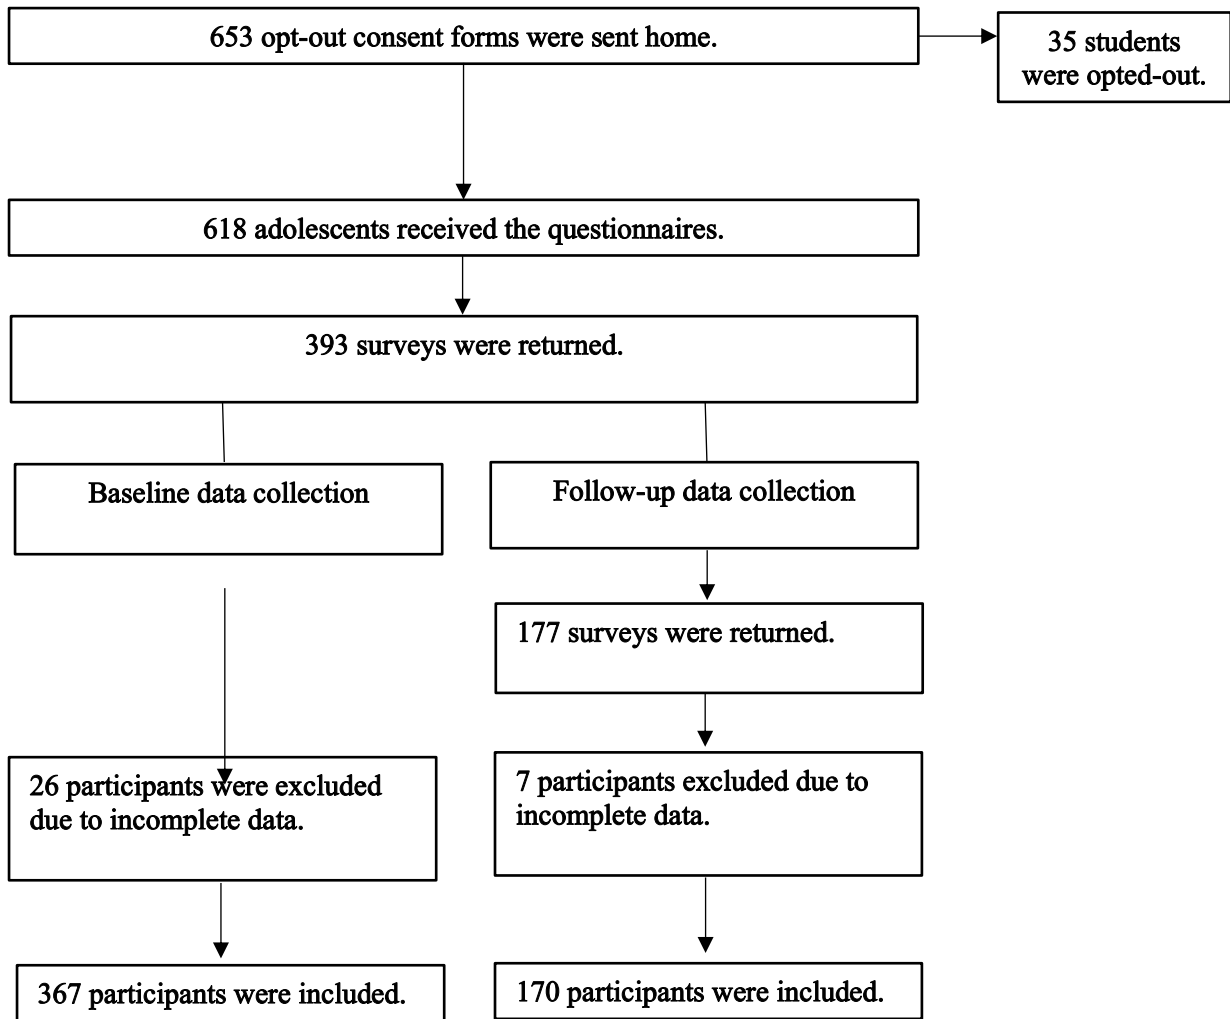 653 opt-out consent forms were sent home.
35 students
were opted-out.
618 adolescents received the questionnaires.
393 surveys were returned.
Baseline data collection
Follow-up data collection
177 surveys were returned.
26 participants were excluded
due to incomplete data.
7 participants excluded due to
incomplete data.
367 participants were included.
170 participants were included.